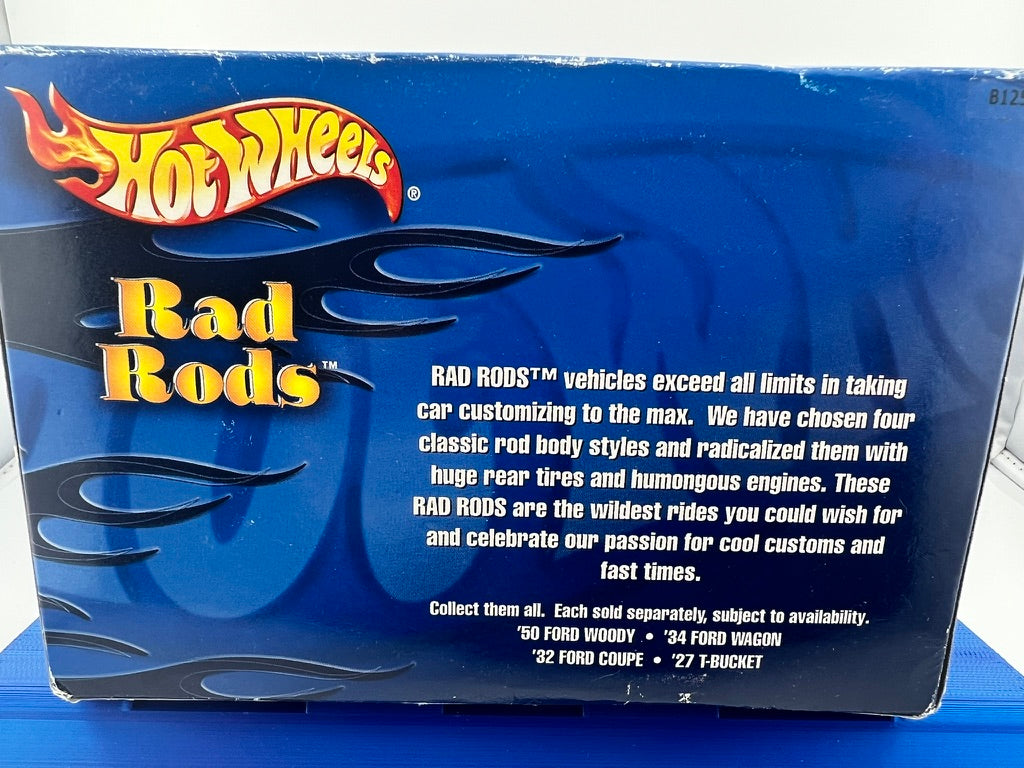 B125
HOT WHEELS ®
Rad
Rods™
RAD RODS™ vehicles exceed all limits in taking
car customizing to the max. We have chosen four
classic rod body styles and radicalized them with
huge rear tires and humongous engines. These
RAD RODS are the wildest rides you could wish for
and celebrate our passion for cool customs and
fast times.
Collect them all. Each sold separately, subject to availability.
'50 FORD WOODY • '34 FORD WAGON
'32 FORD COUPE • '27 T-BUCKET